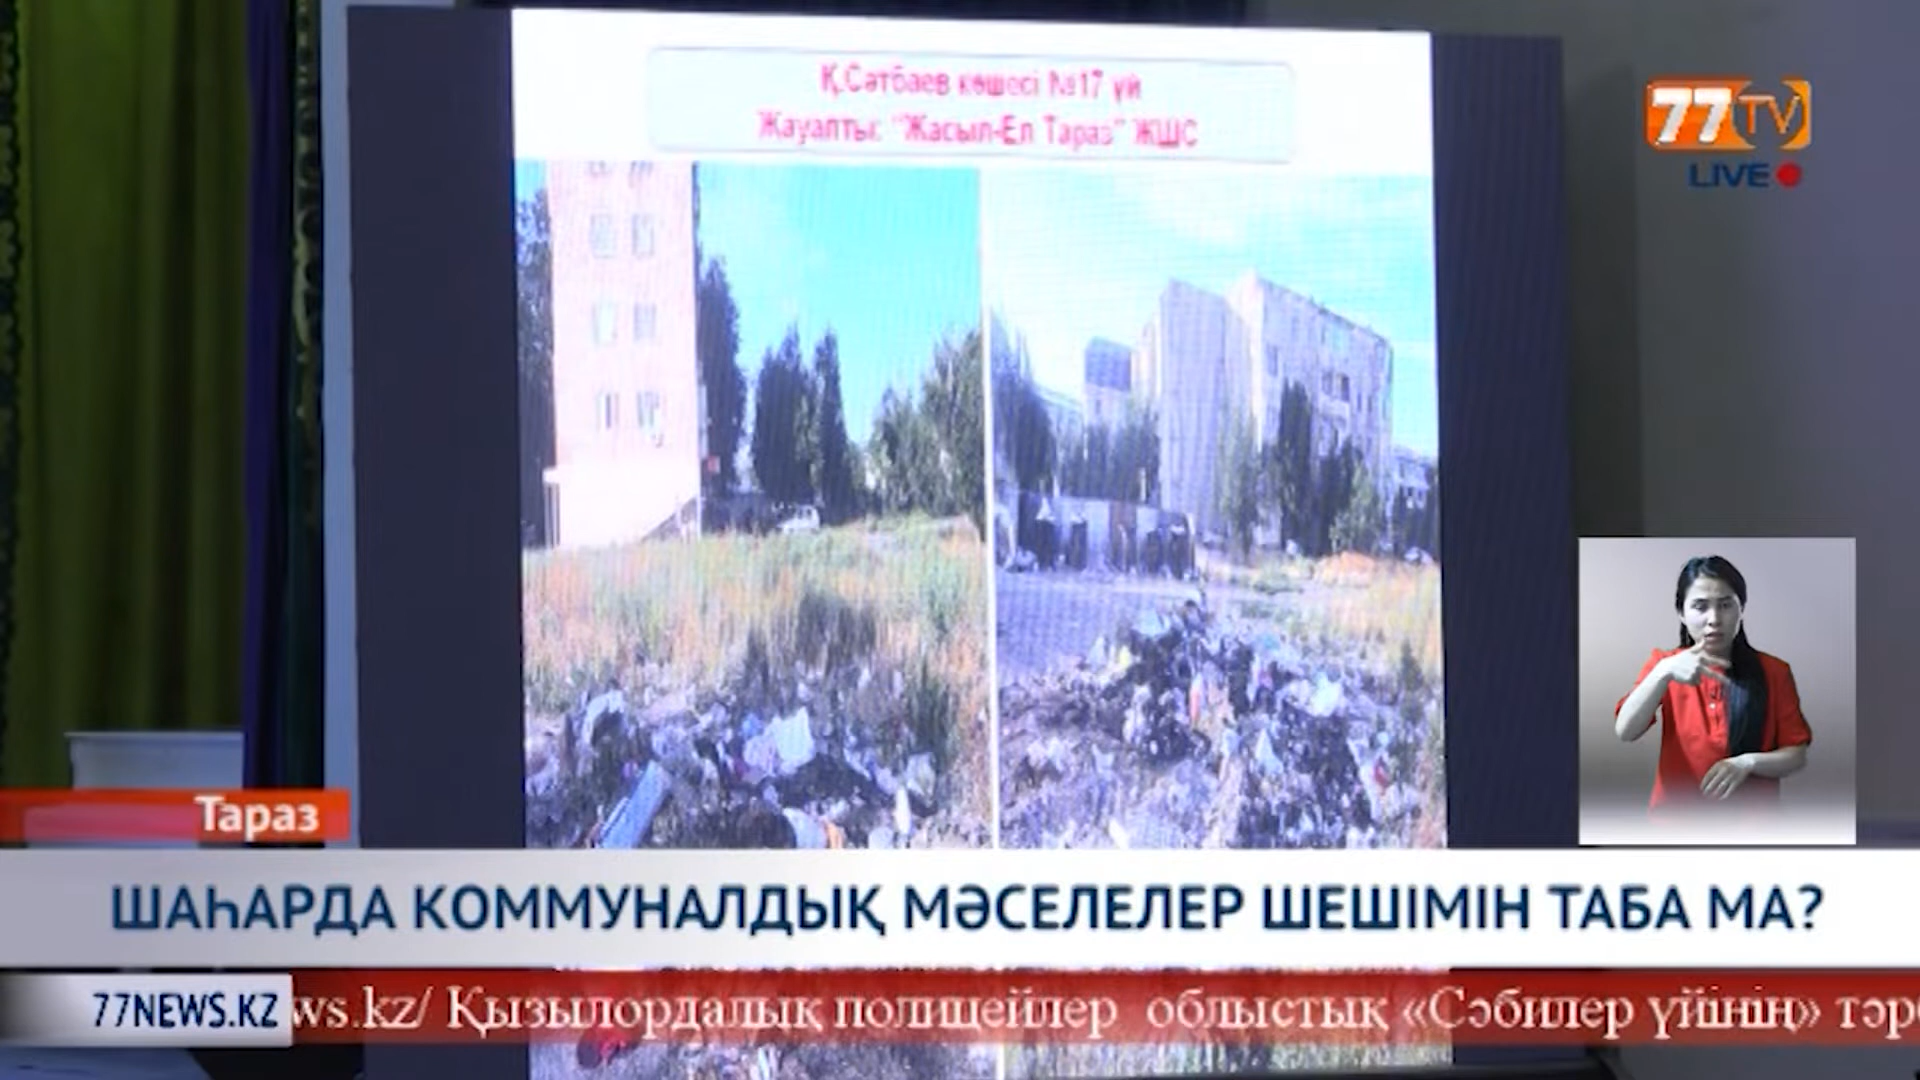 Қ.Сәтбаев көшесі №17 үй
Жауапты: "Жасыл-Ел Тараз" ЖШС
77TV
LIVE
Тараз
ШАҺАРДА КОММУНАЛДЫҚ МӘСЕЛЕЛЕР ШЕШІМІН ТАБА МА?
77NEWS.KZ
ws.kz/ Қызылордалық полицейлер облыстық «Сәбилер үйінің» тәрб